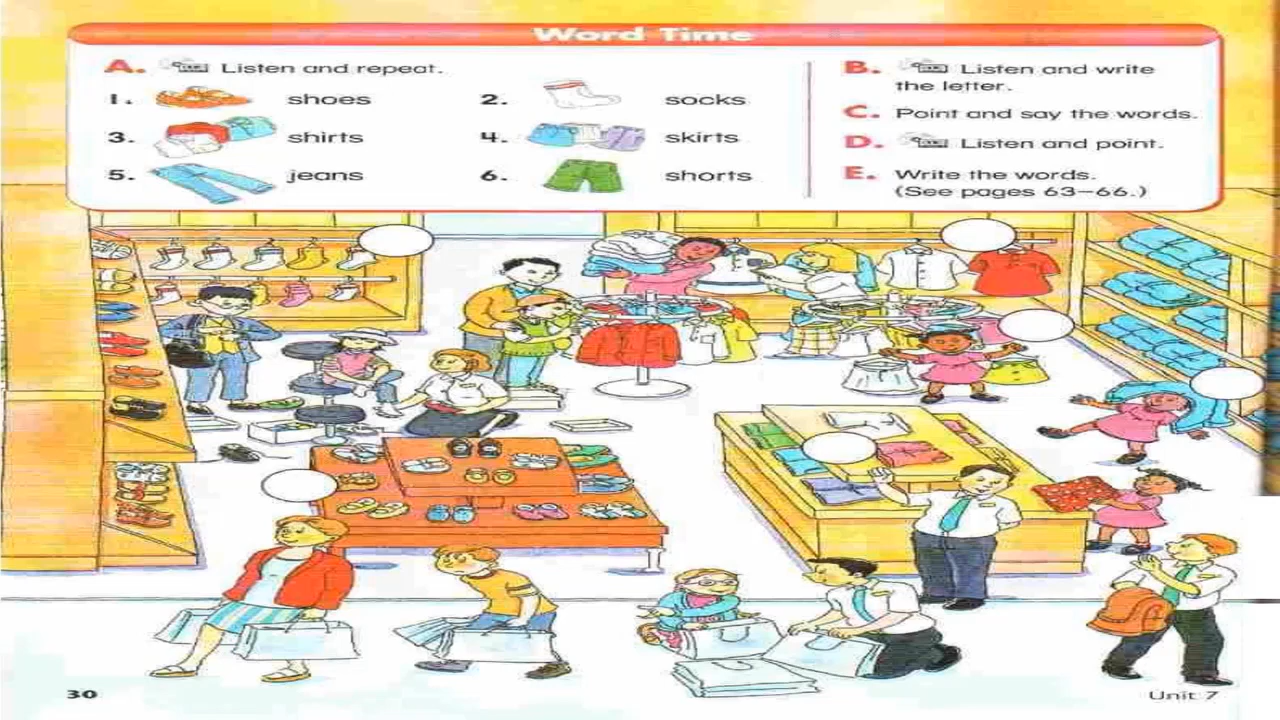 Word Time
A. Listen and repeat.
1. shoes
2. socks
3. shirts
4. skirts
5. jeans
6. shorts
B. Listen and write
the letter.
C. Point and say the words.
D. Listen and point.
E. Write the words.
(See pages 63–66.)
30
Unit 7